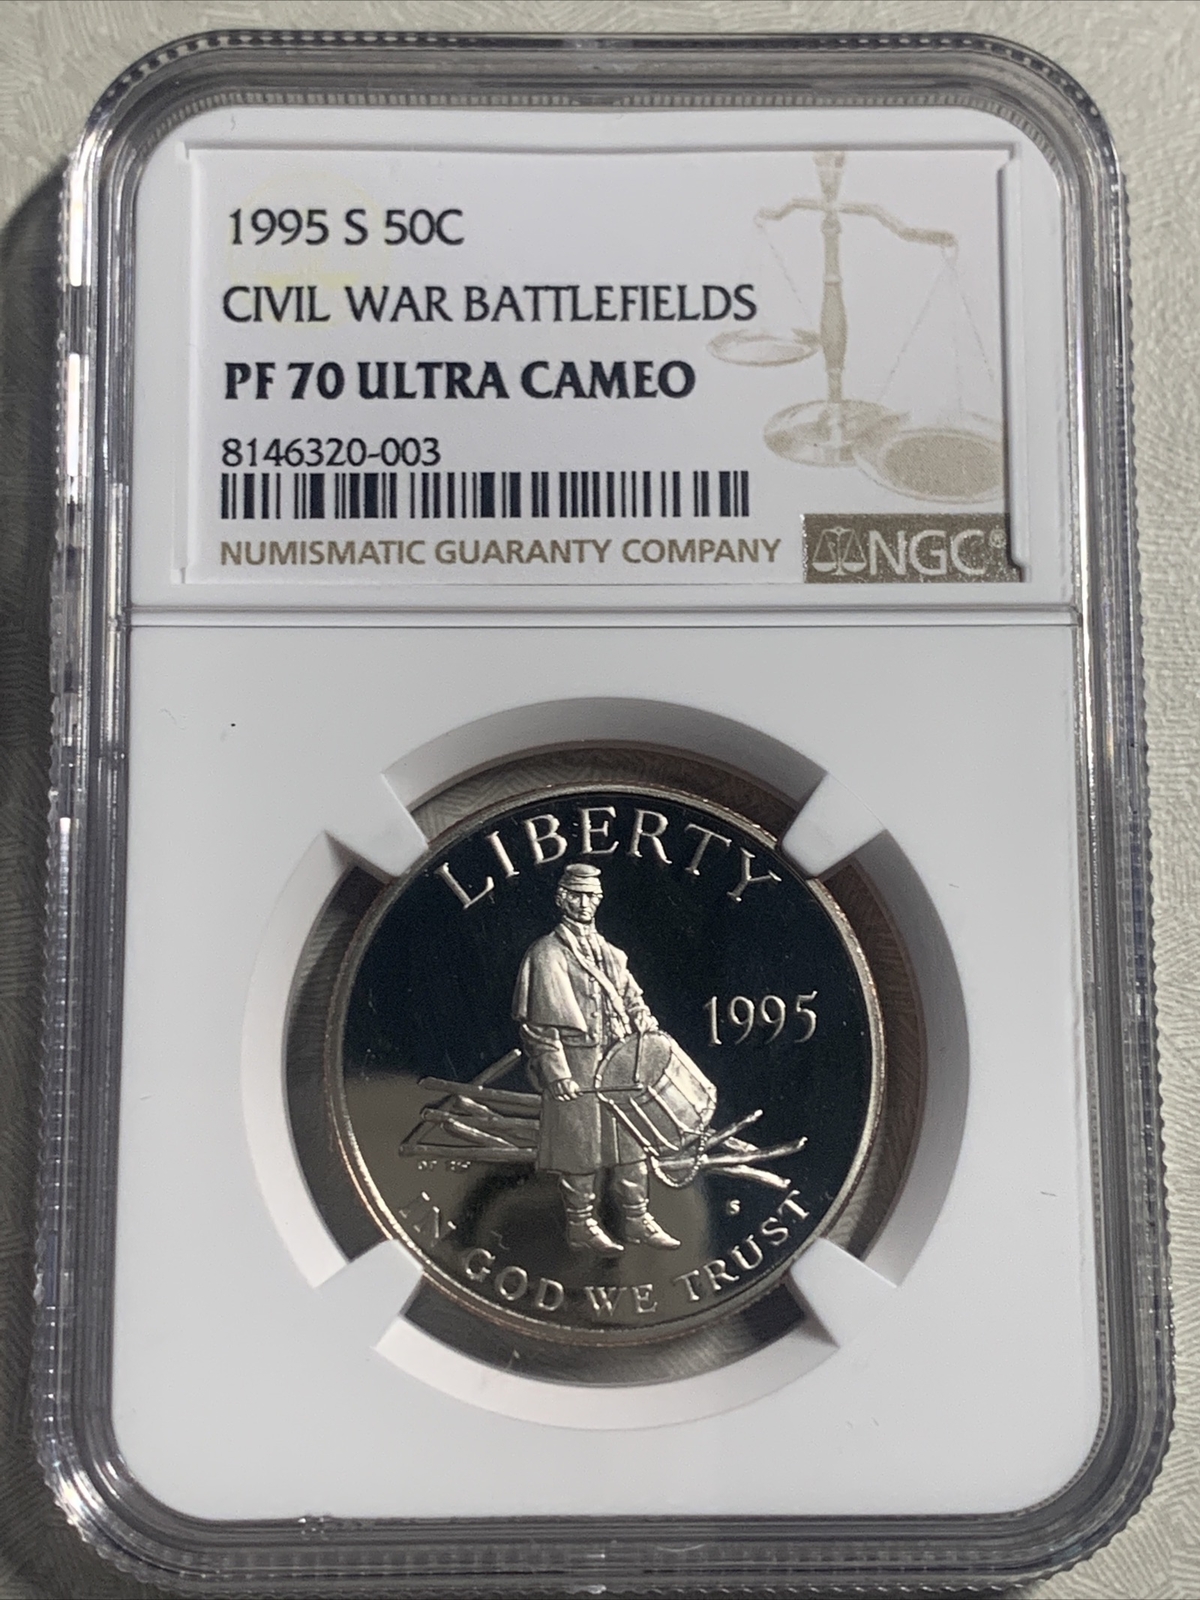 1995 S 50C
CIVIL WAR BATTLEFIELDS
PF 70 ULTRA CAMEO
8146320-003
NUMISMATIC GUARANTY COMPANY
NGC®
LIBERTY
1995
S
IN GOD WE TRUST